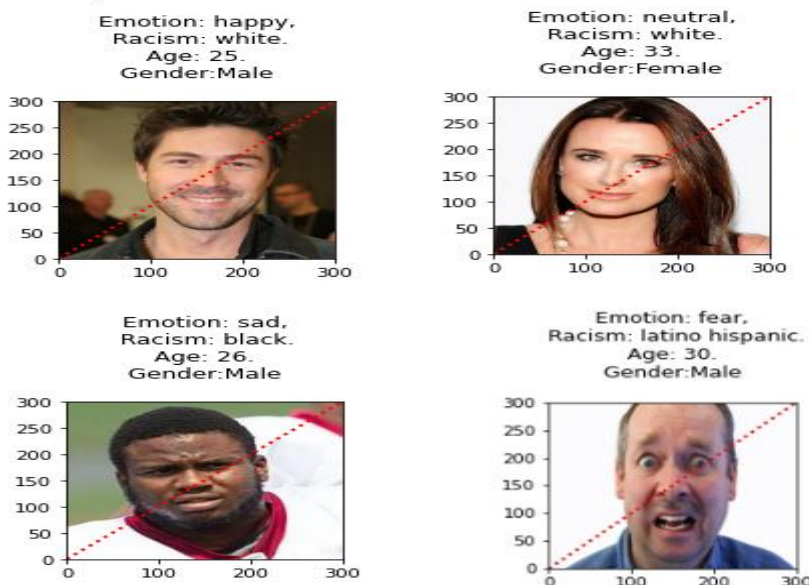 Emotion: happy,
Racism: white.
Age: 25.
Gender:Male
300
250
200
150
100
50
0
0 100 200 300
Emotion: neutral,
Racism: white.
Age: 33.
Gender:Female
300
250
200
150
100
50
0
0 100 200 300
Emotion: sad,
Racism: black.
Age: 26.
Gender:Male
300
250
200
150
100
50
0
0 100 200 300
Emotion: fear,
Racism: latino hispanic.
Age: 30.
Gender:Male
300
250
200
150
100
50
0
0 100 200 300